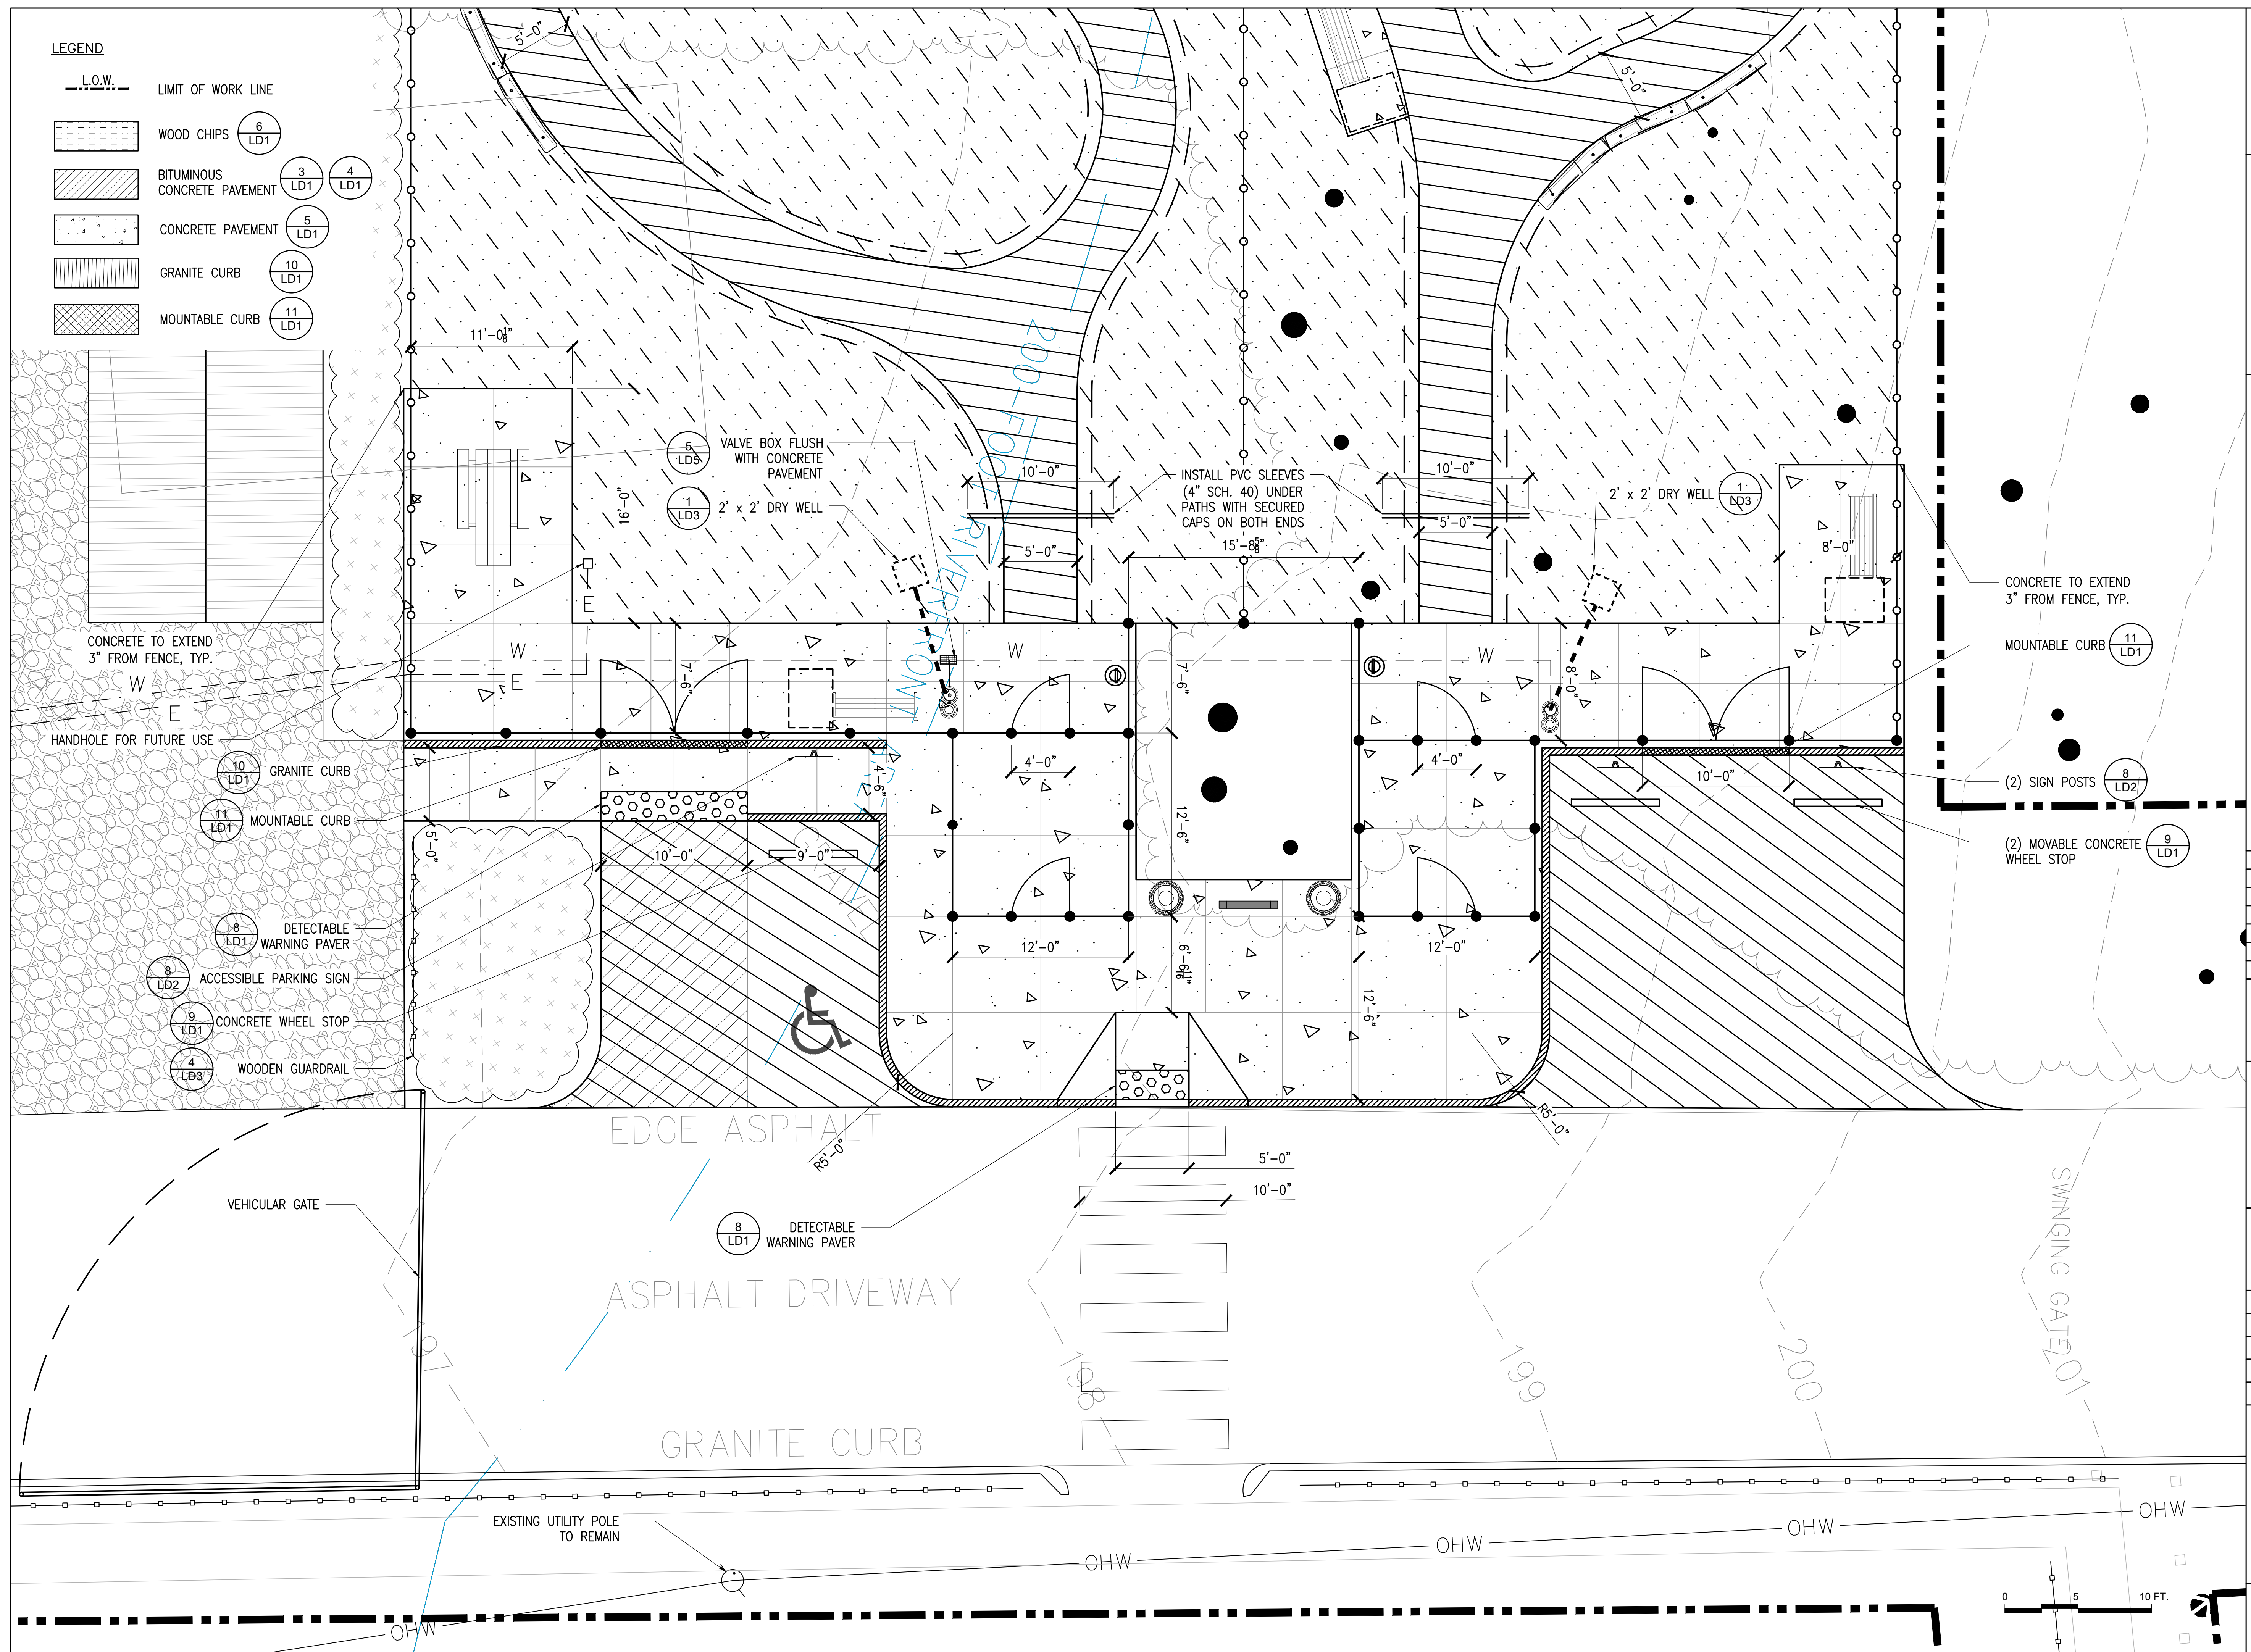 LEGEND
L.O.W.
LIMIT OF WORK LINE
WOOD CHIPS
6
LD1
BITUMINOUS
CONCRETE PAVEMENT
3
LD1
4
LD1
CONCRETE PAVEMENT
5
LD1
GRANITE CURB
10
LD1
MOUNTABLE CURB
11
LD1
5'-0"
5'-0"
11'-0⅛"
16'-0"
5
LD5
VALVE BOX FLUSH
WITH CONCRETE
PAVEMENT
1
LD3
2' x 2' DRY WELL
10'-0"
5'-0"
INSTALL PVC SLEEVES
(4" SCH. 40) UNDER
PATHS WITH SECURED
CAPS ON BOTH ENDS
15'-8⅝"
10'-0"
5'-0"
2' x 2' DRY WELL
1
LD3
8'-0"
CONCRETE TO EXTEND
3" FROM FENCE, TYP.
MOUNTABLE CURB
11
LD1
(2) SIGN POSTS
8
LD2
(2) MOVABLE CONCRETE
WHEEL STOP
9
LD1
200-FOOT
RIVERFRONT
CONCRETE TO EXTEND
3" FROM FENCE, TYP.
W
E
W
E
E
W
W
7'-6"
7'-6"
8'-0"
HANDHOLE FOR FUTURE USE
10
LD1
GRANITE CURB
11
LD1
MOUNTABLE CURB
4'-6"
4'-0"
4'-0"
10'-0"
12'-6"
5'-0"
10'-0"
9'-0"
8
LD1
DETECTABLE
WARNING PAVER
8
LD2
ACCESSIBLE PARKING SIGN
9
LD1
CONCRETE WHEEL STOP
4
LD3
WOODEN GUARDRAIL
12'-0"
6'-6 11/16"
12'-0"
12'-6"
R5'-0"
R5'-0"
EDGE ASPHALT
5'-0"
10'-0"
VEHICULAR GATE
8
LD1
DETECTABLE
WARNING PAVER
ASPHALT DRIVEWAY
SWINGING GATE
197
198
199
200
201
GRANITE CURB
EXISTING UTILITY POLE
TO REMAIN
OHW
OHW
OHW
OHW
OHW
0
5
10 FT.